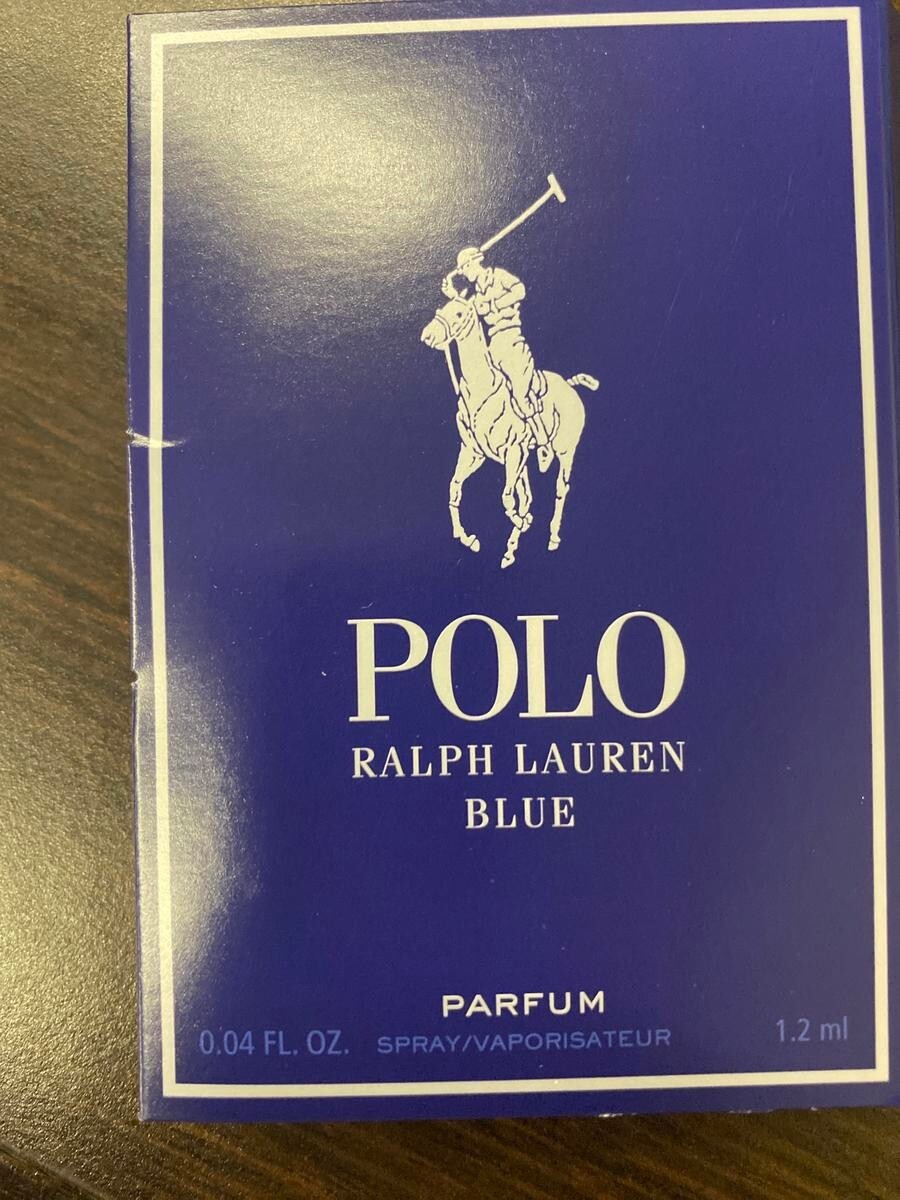 POLO
RALPH LAUREN
BLUE
PARFUM
0.04 FL. OZ. SPRAY/VAPORISATEUR 1.2 ml